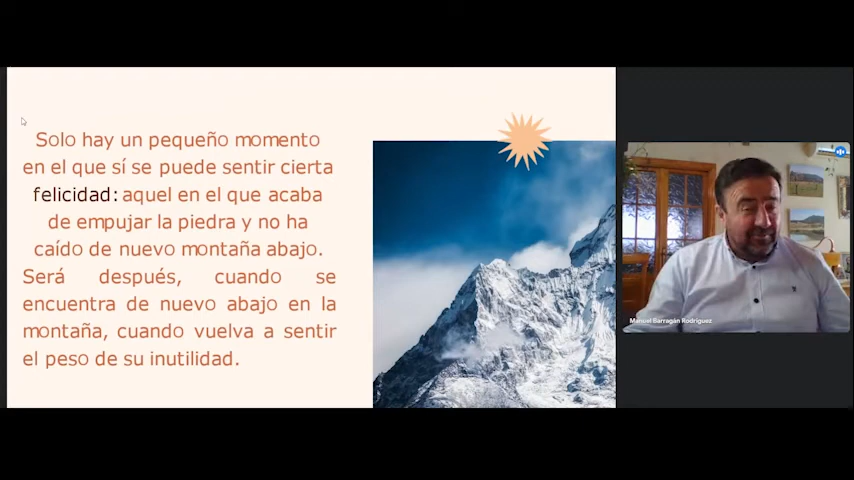 Solo hay un pequeño momento
en el que sí se puede sentir cierta
felicidad: aquel en el que acaba
de empujar la piedra y no ha
caído de nuevo montaña abajo.
Será después, cuando se
encuentra de nuevo abajo en la
montaña, cuando vuelva a sentir
el peso de su inutilidad.
Manuel Barragán Rodríguez